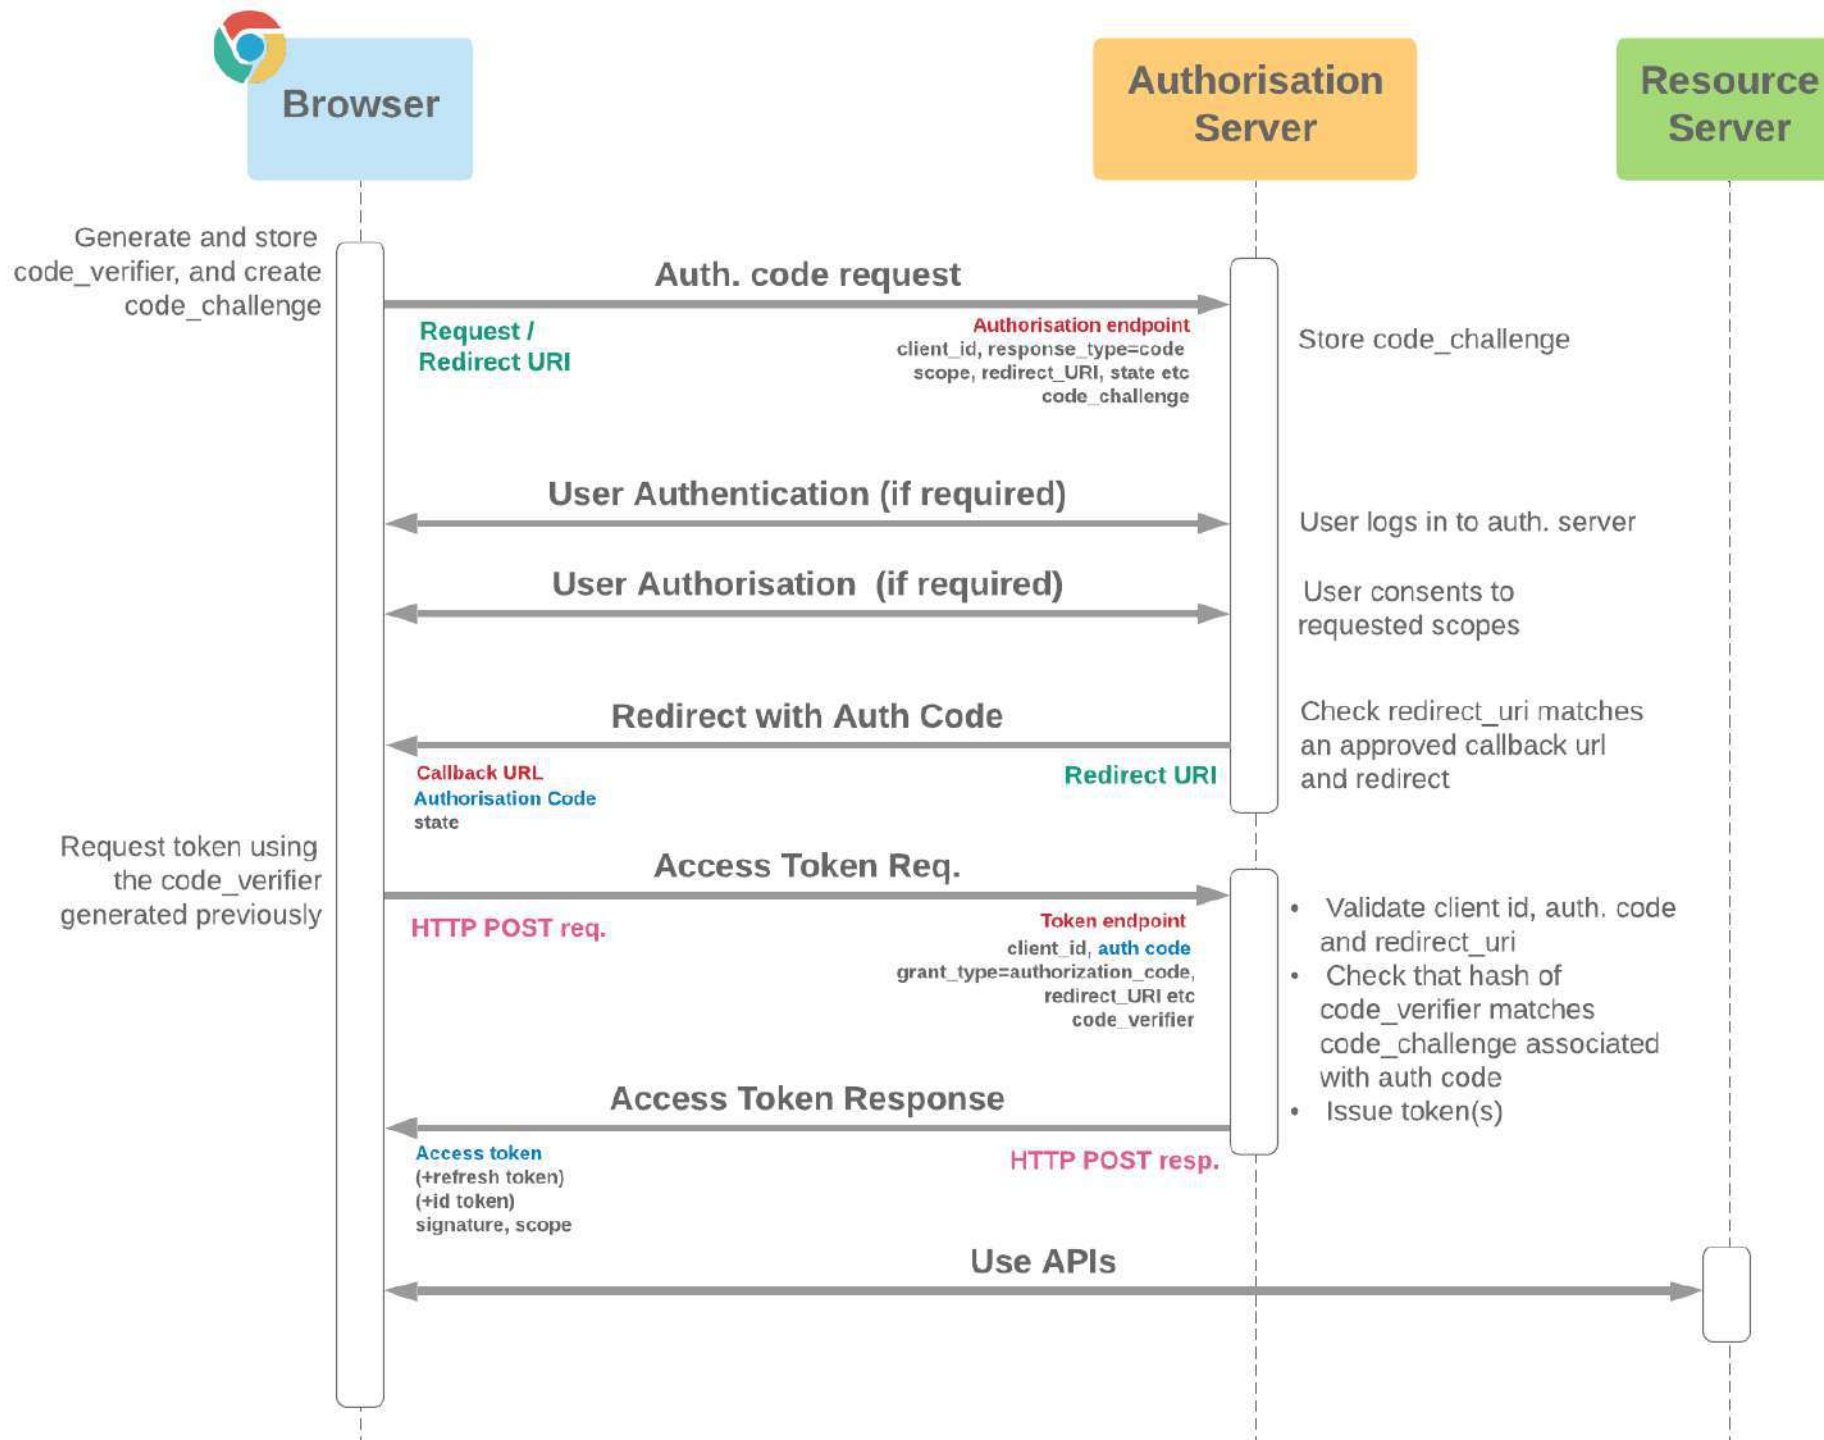 Browser
Authorisation
Server
Resource
Server
Generate and store
code_verifier, and create
code_challenge
Auth. code request
Request /
Redirect URI
Authorisation endpoint
client_id, response_type=code
scope, redirect_URI, state etc
code_challenge
Store code_challenge
User Authentication (if required)
User logs in to auth. server
User Authorisation  (if required)
User consents to
requested scopes
Redirect with Auth Code
Callback URL
Authorisation Code
state
Redirect URI
Check redirect_uri matches
an approved callback url
and redirect
Request token using
the code_verifier
generated previously
Access Token Req.
HTTP POST req.
Token endpoint
client_id, auth code
grant_type=authorization_code,
redirect_URI etc
code_verifier
• Validate client id, auth. code
and redirect_uri
• Check that hash of
code_verifier matches
code_challenge associated
with auth code
• Issue token(s)
Access Token Response
Access token
(+refresh token)
(+id token)
signature, scope
HTTP POST resp.
Use APIs